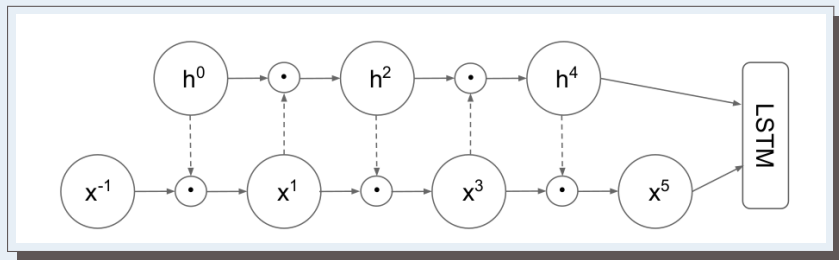 h⁰ · h² · h⁴
LSTM
x⁻¹ · x¹ · x³ · x⁵